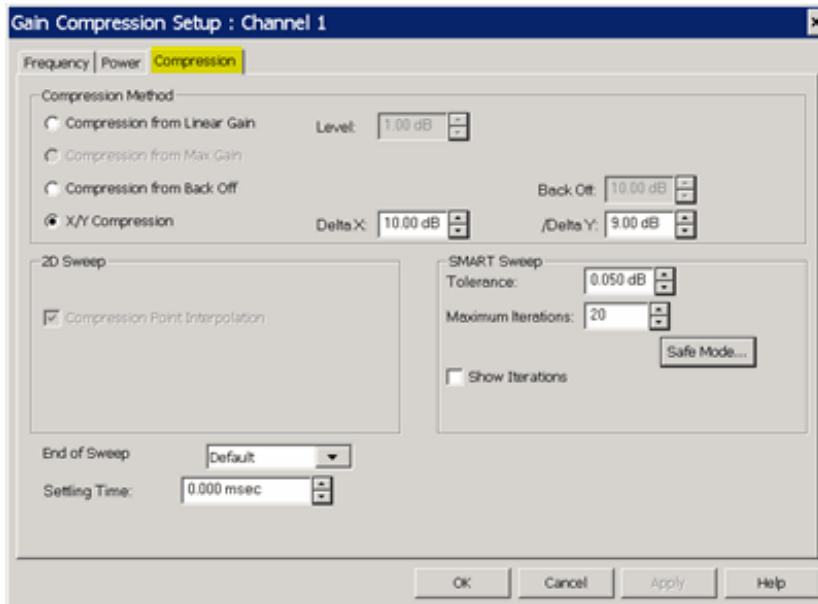 Gain Compression Setup : Channel 1
Frequency Power Compression
Compression Method
Compression from Linear Gain Level: 1.00 dB
Compression from Max Gain
Compression from Back Off Back Off: 10.00 dB
X/Y Compression Delta X: 10.00 dB /Delta Y: 9.00 dB
2D Sweep SMART Sweep
Tolerance: 0.050 dB
Compression Point Interpolation Maximum Iterations: 20
Safe Mode...
Show Iterations
End of Sweep Default
Settling Time: 0.000 msec
OK Cancel Apply Help